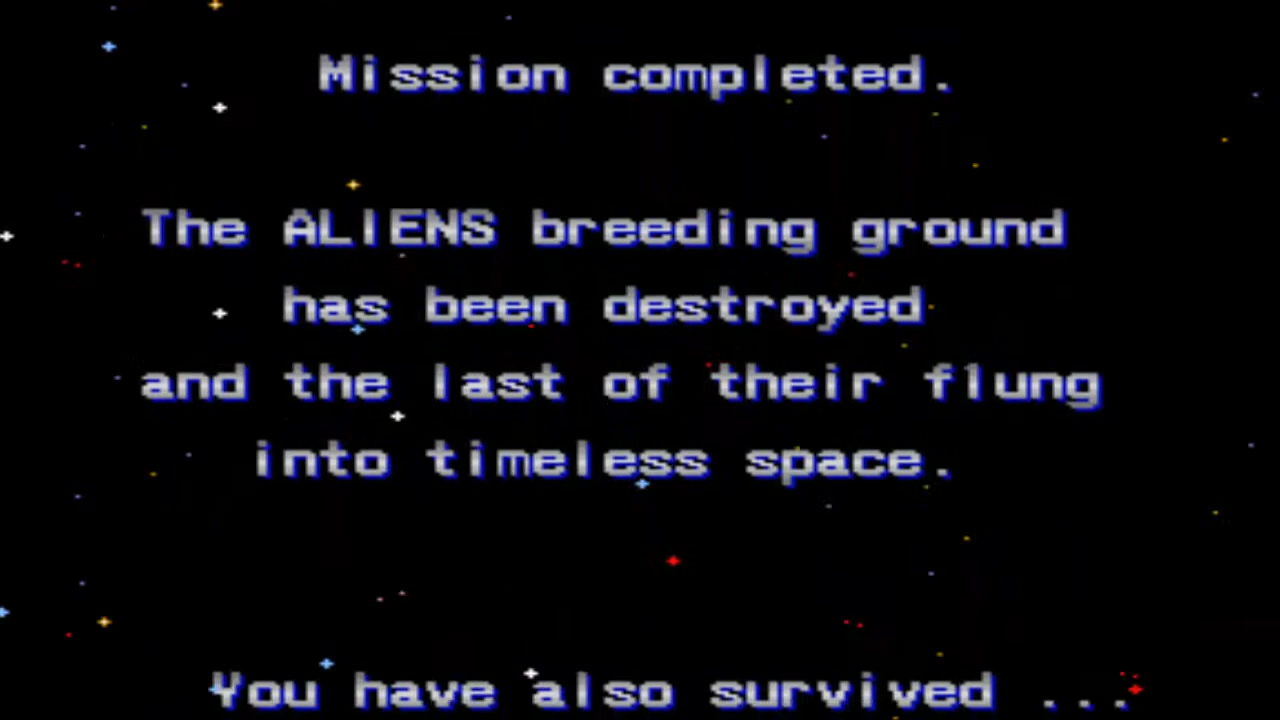 Mission completed.
The ALIENS breeding ground
has been destroyed
and the last of their flung
into timeless space.
You have also survived ...